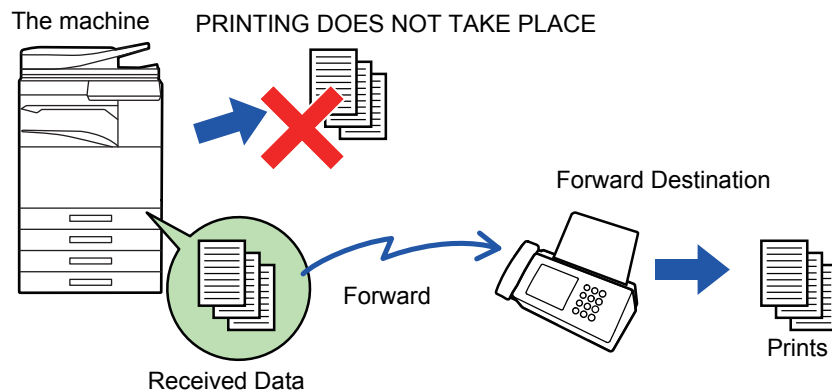 The machine
PRINTING DOES NOT TAKE PLACE
Forward Destination
Forward
Prints
Received Data